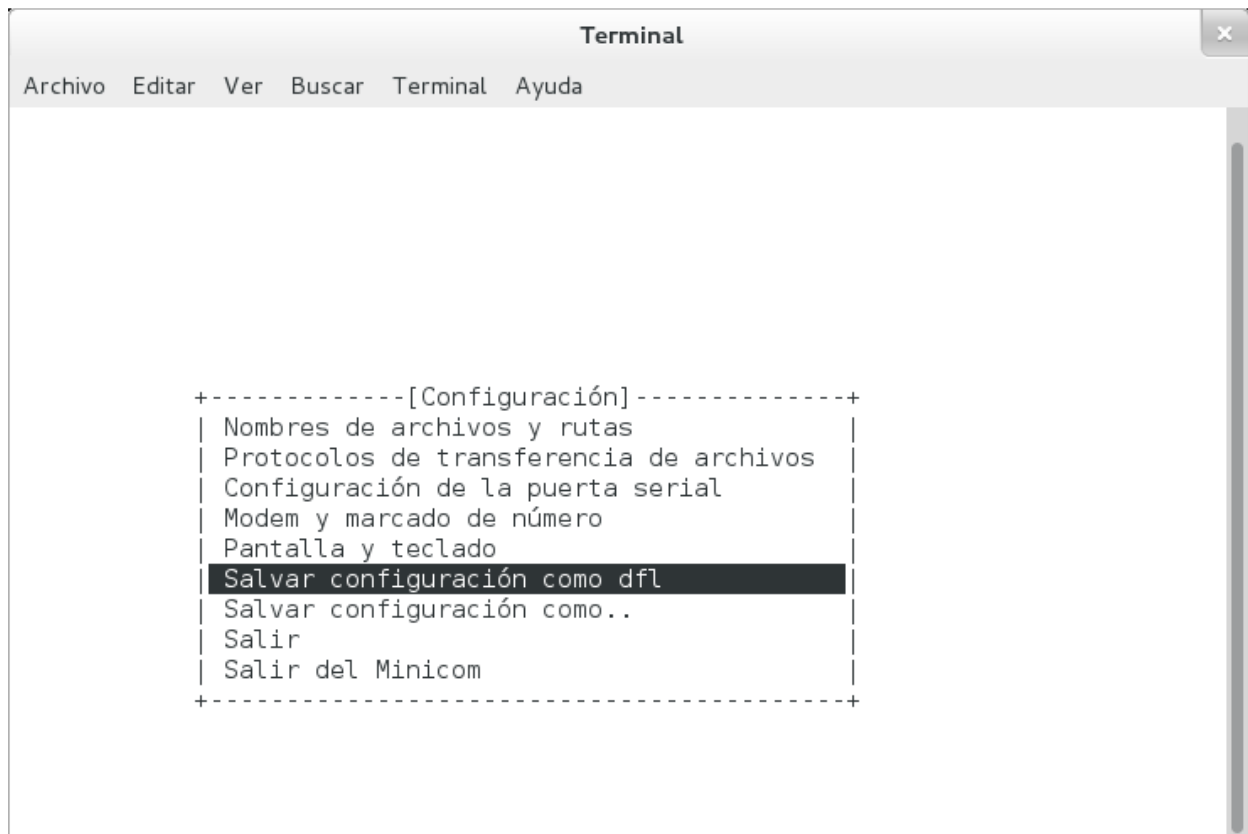 Terminal
Archivo Editar Ver Buscar Terminal Ayuda
+-------------[Configuración]--------------+
| Nombres de archivos y rutas |
| Protocolos de transferencia de archivos |
| Configuración de la puerta serial |
| Modem y marcado de número |
| Pantalla y teclado |
| Salvar configuración como dfl |
| Salvar configuración como.. |
| Salir |
| Salir del Minicom |
+------------------------------------------+